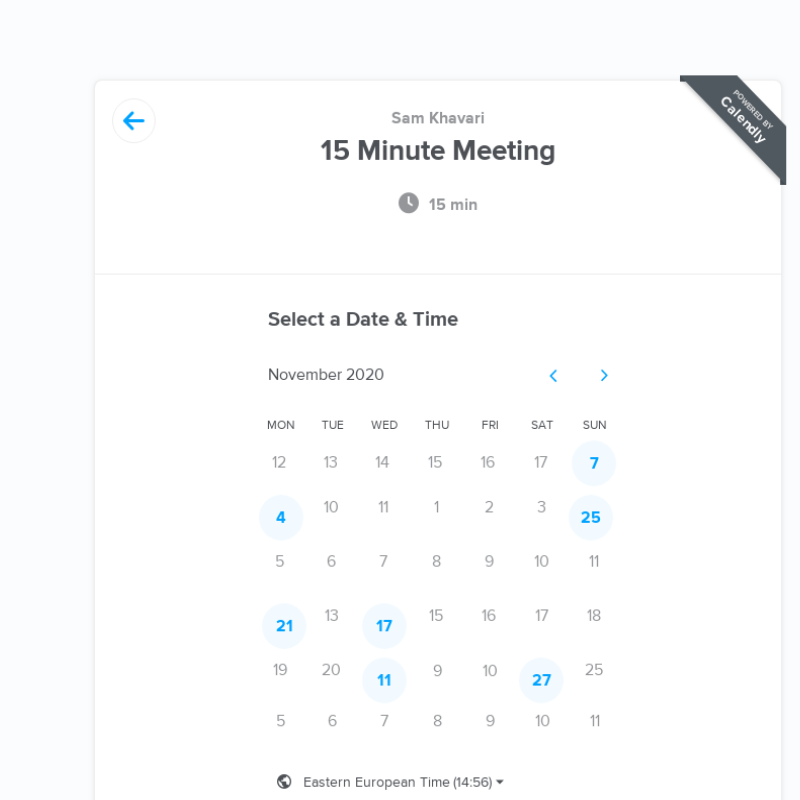 POWERED BY
Calendly
Sam Khavari
15 Minute Meeting
15 min
Select a Date & Time
November 2020
MON TUE WED THU FRI SAT SUN
12 13 14 15 16 17 7
4 10 11 1 2 3 25
5 6 7 8 9 10 11
21 13 17 15 16 17 18
19 20 11 9 10 27 25
5 6 7 8 9 10 11
Eastern European Time (14:56)